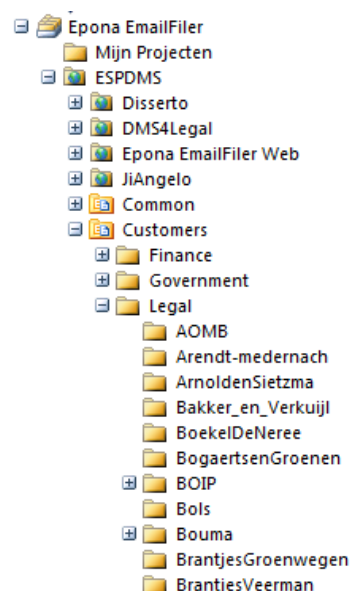 Epona EmailFiler
Mijn Projecten
ESPDMS
Disserto
DMS4Legal
Epona EmailFiler Web
JiAngelo
Common
Customers
Finance
Government
Legal
AOMB
Arendt-medernach
ArnoldenSietzma
Bakker_en_Verkuijl
BoekelDeNeree
BogaertsenGroenen
BOIP
Bols
Bouma
BrantjesGroenwegen
BrantjesVeerman